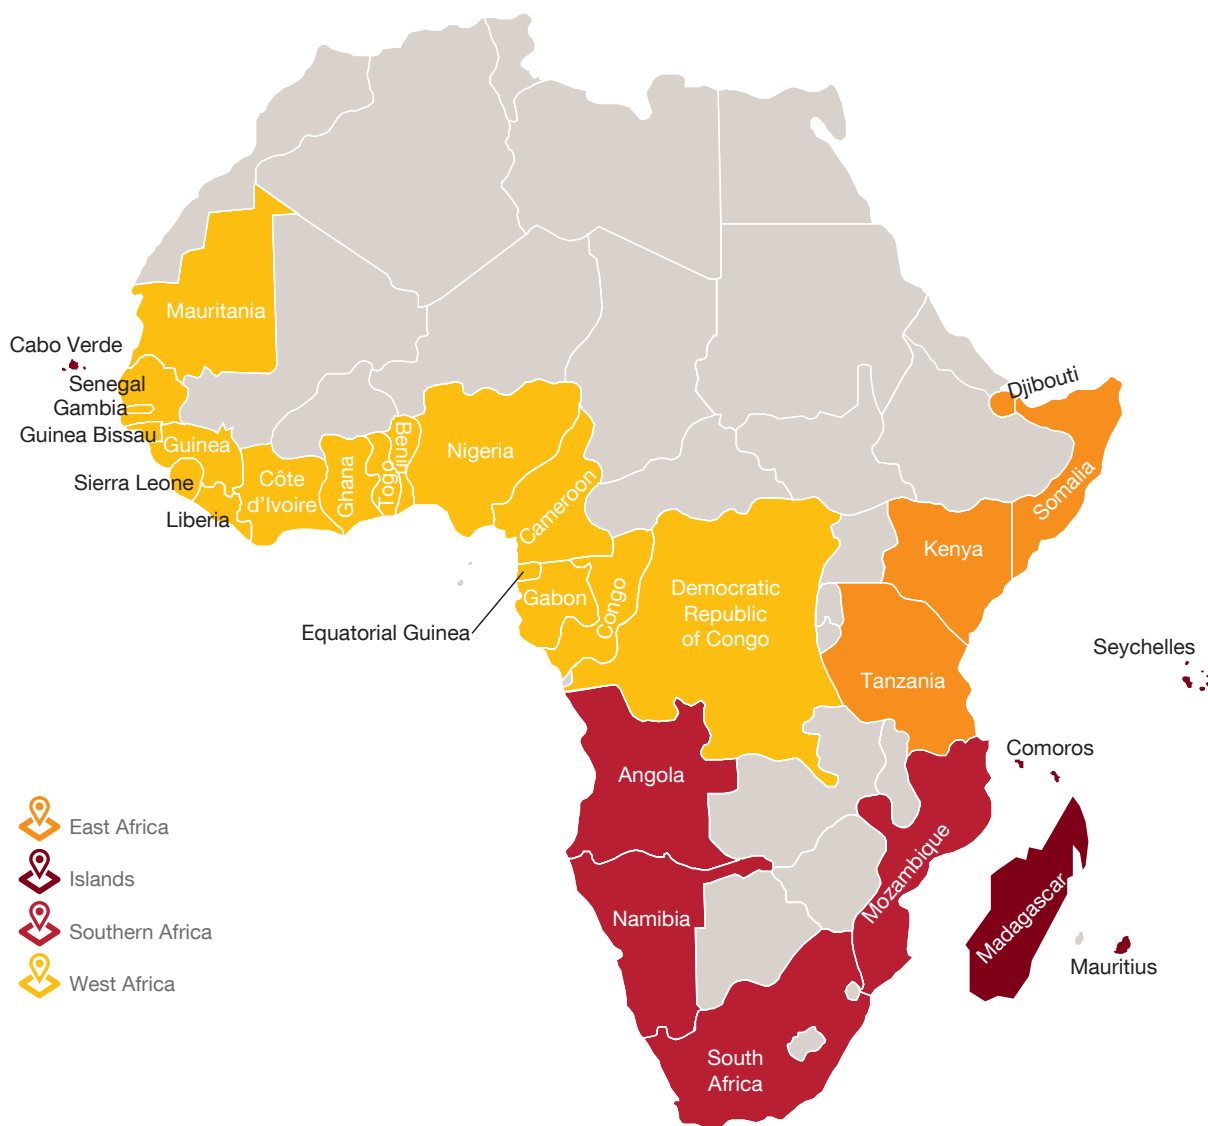 Mauritania
Cabo Verde
Senegal
Gambia
Guinea Bissau
Guinea
Sierra Leone
Liberia
Côte
d'Ivoire
Ghana
Togo
Benin
Nigeria
Cameroon
Djibouti
Somalia
Kenya
Equatorial Guinea
Gabon
Congo
Democratic
Republic
of Congo
Tanzania
Seychelles
Comoros
Angola
Mozambique
Madagascar
Mauritius
Namibia
South
Africa
East Africa
Islands
Southern Africa
West Africa